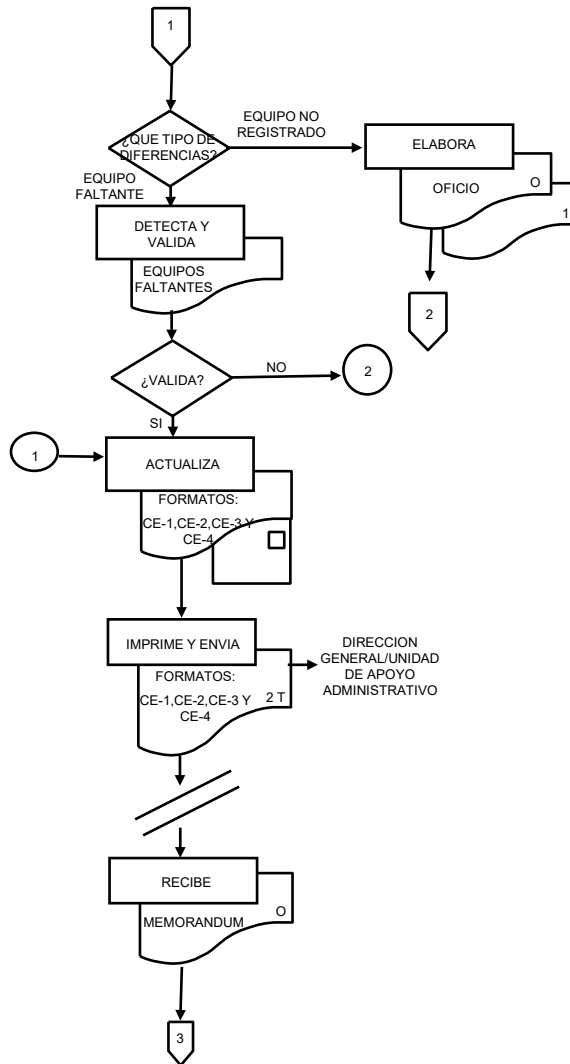 1
¿QUE TIPO DE
DIFERENCIAS?
EQUIPO NO
REGISTRADO
ELABORA
OFICIO
O
1
2
EQUIPO
FALTANTE
DETECTA Y
VALIDA
EQUIPOS
FALTANTES
¿VALIDA?
NO
2
SI
1
ACTUALIZA
FORMATOS:
CE-1,CE-2,CE-3 Y
CE-4
IMPRIME Y ENVIA
FORMATOS:
CE-1,CE-2,CE-3 Y
CE-4
2 T
DIRECCION
GENERAL/UNIDAD
DE APOYO
ADMINISTRATIVO
RECIBE
MEMORANDUM
O
3